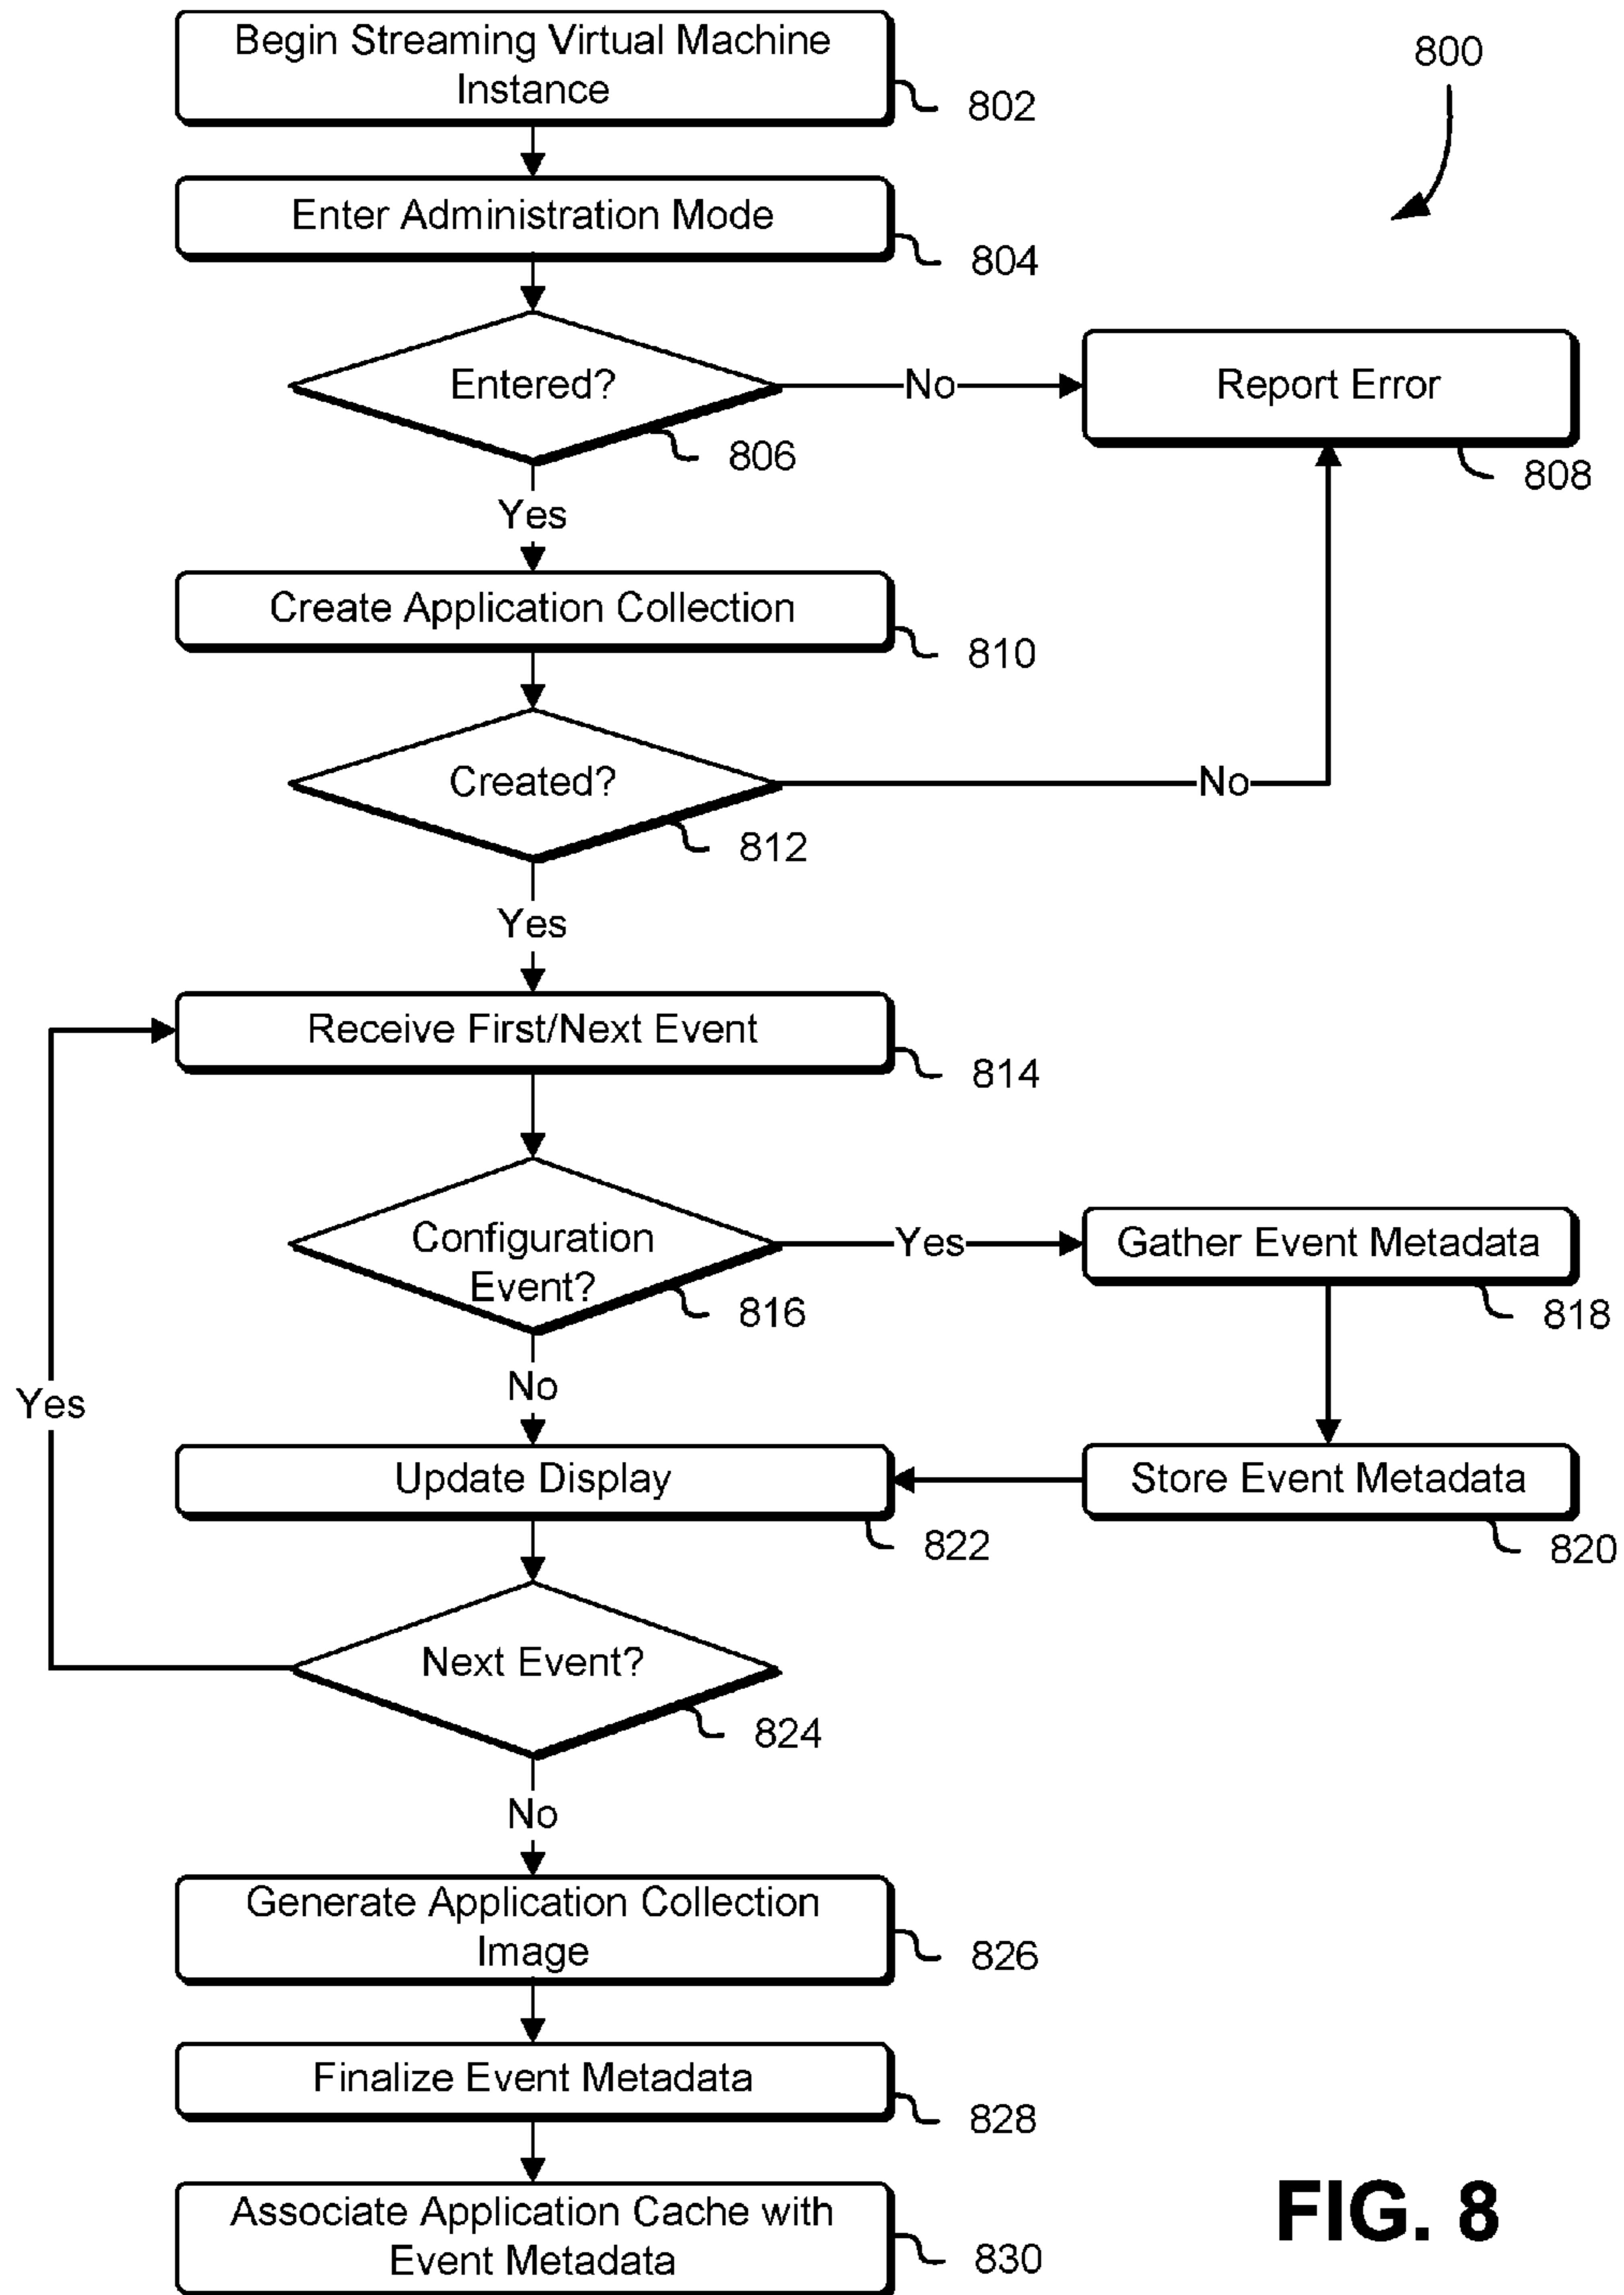 Begin Streaming Virtual Machine
Instance
802
800
Enter Administration Mode
804
Entered?
806
No
Report Error
808
Yes
Create Application Collection
810
Created?
812
No
Yes
Receive First/Next Event
814
Configuration
Event?
816
Yes
Gather Event Metadata
818
No
Yes
Update Display
822
Store Event Metadata
820
Next Event?
824
No
Generate Application Collection
Image
826
Finalize Event Metadata
828
Associate Application Cache with
Event Metadata
830
FIG. 8